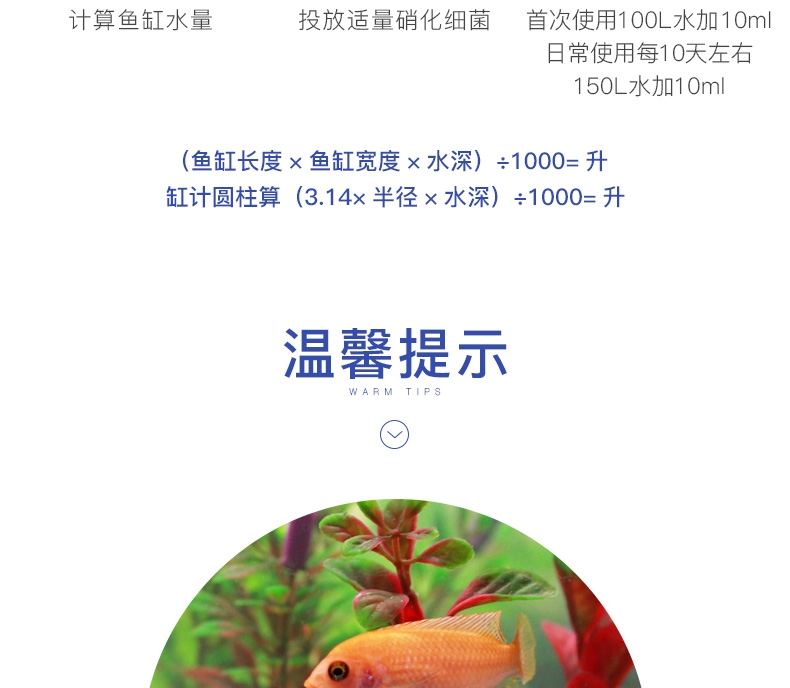 计算鱼缸水量
投放适量硝化细菌
首次使用100L水加10ml
日常使用每10天左右
150L水加10ml
（鱼缸长度 × 鱼缸宽度 × 水深）÷1000= 升
缸计圆柱算（3.14× 半径 × 水深）÷1000= 升
温馨提示
WARM TIPS